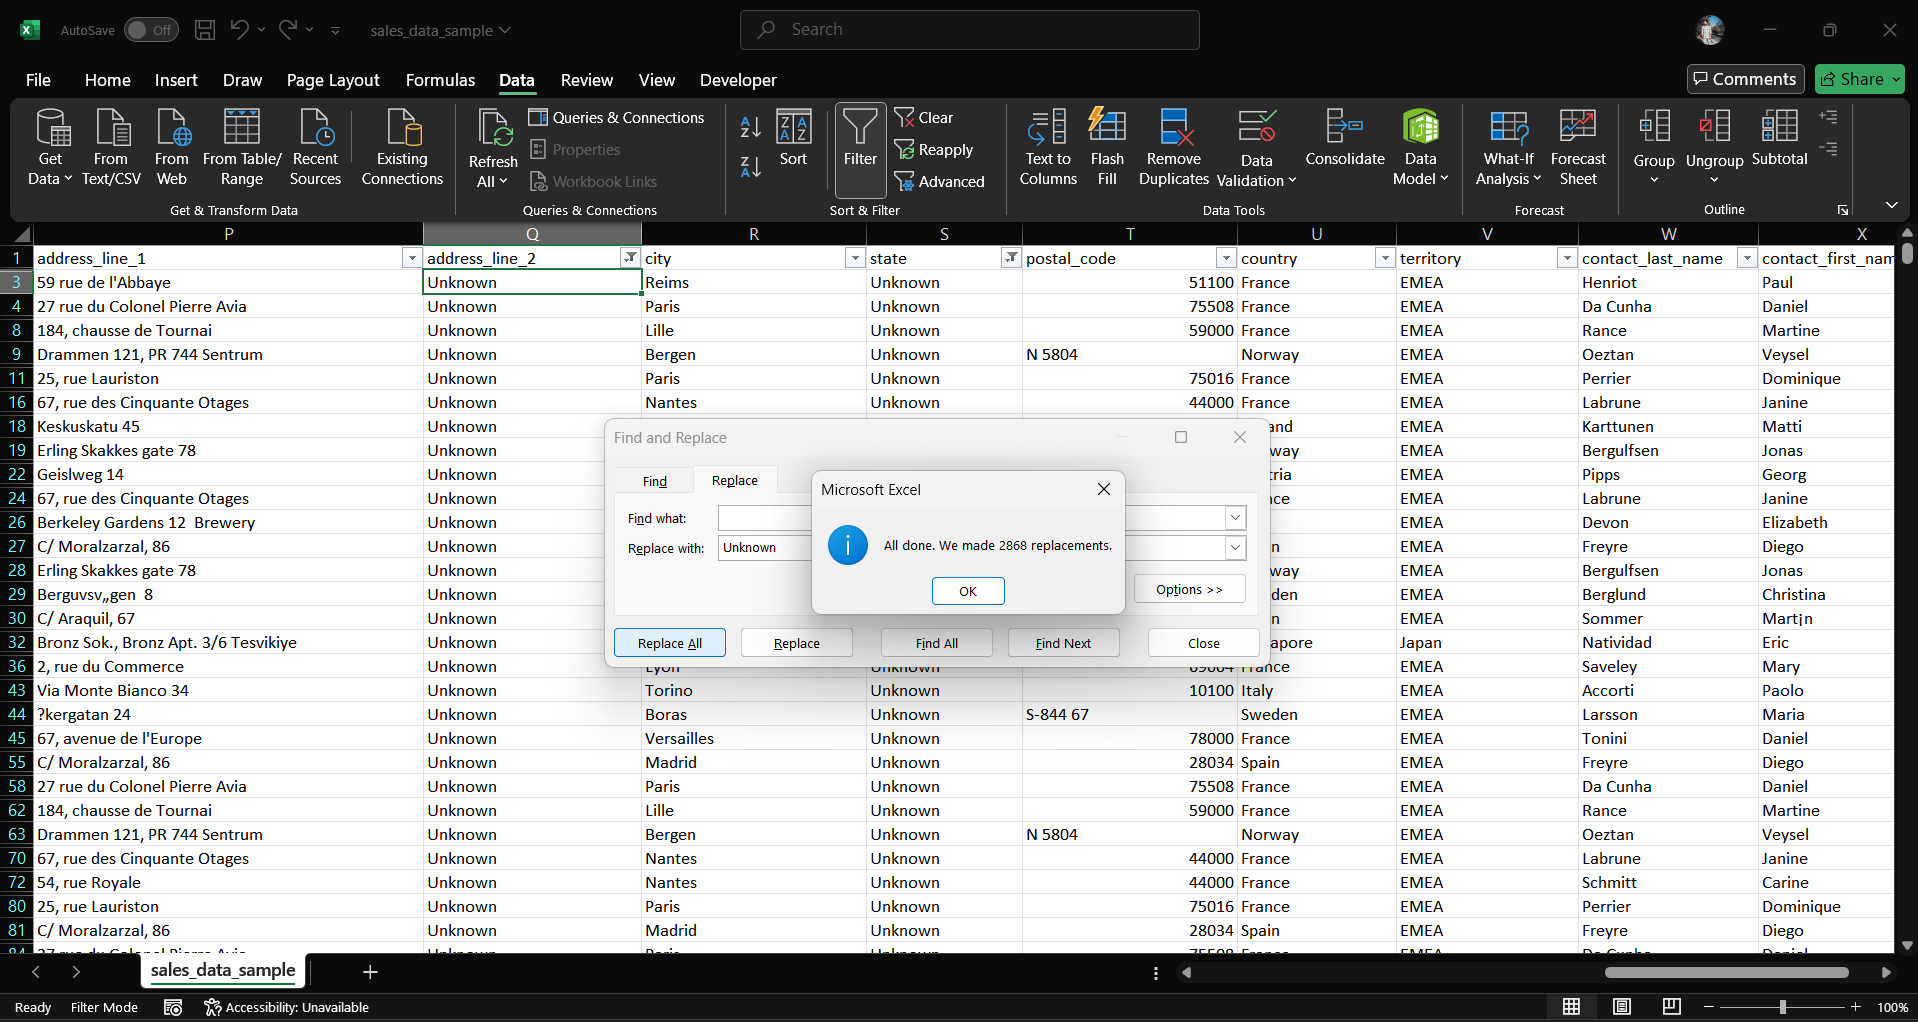 AutoSave Off sales_data_sample Search
File Home Insert Draw Page Layout Formulas Data Review View Developer Comments Share
Get Data From Text/CSV From Web From Table/Range Recent Sources Existing Connections
Get & Transform Data
Refresh All Queries & Connections Properties Workbook Links
Queries & Connections
Sort Filter Clear Reapply Advanced
Sort & Filter
Text to Columns Flash Fill Remove Duplicates Data Validation Consolidate Data Model
Data Tools
What-If Analysis Forecast Sheet
Forecast
Group Ungroup Subtotal
Outline
P Q R S T U V W X
1 address_line_1 address_line_2 city state postal_code country territory contact_last_name contact_first_nam
3 59 rue de l'Abbaye Unknown Reims Unknown 51100 France EMEA Henriot Paul
4 27 rue du Colonel Pierre Avia Unknown Paris Unknown 75508 France EMEA Da Cunha Daniel
8 184, chausse de Tournai Unknown Lille Unknown 59000 France EMEA Rance Martine
9 Drammen 121, PR 744 Sentrum Unknown Bergen Unknown N 5804 Norway EMEA Oeztan Veysel
11 25, rue Lauriston Unknown Paris Unknown 75016 France EMEA Perrier Dominique
16 67, rue des Cinquante Otages Unknown Nantes Unknown 44000 France EMEA Labrune Janine
18 Keskuskatu 45 Unknown and EMEA Karttunen Matti
19 Erling Skakkes gate 78 Unknown way EMEA Bergulfsen Jonas
22 Geislweg 14 Unknown tria EMEA Pipps Georg
24 67, rue des Cinquante Otages Unknown nce EMEA Labrune Janine
26 Berkeley Gardens 12 Brewery Unknown EMEA Devon Elizabeth
27 C/ Moralzarzal, 86 Unknown n EMEA Freyre Diego
28 Erling Skakkes gate 78 Unknown way EMEA Bergulfsen Jonas
29 Berguvsv„gen 8 Unknown den EMEA Berglund Christina
30 C/ Araquil, 67 Unknown n EMEA Sommer Mart¡n
32 Bronz Sok., Bronz Apt. 3/6 Tesvikiye Unknown apore Japan Natividad Eric
36 2, rue du Commerce Unknown Lyon Unknown 69004 France EMEA Saveley Mary
43 Via Monte Bianco 34 Unknown Torino Unknown 10100 Italy EMEA Accorti Paolo
44 ?kergatan 24 Unknown Boras Unknown S-844 67 Sweden EMEA Larsson Maria
45 67, avenue de l'Europe Unknown Versailles Unknown 78000 France EMEA Tonini Daniel
55 C/ Moralzarzal, 86 Unknown Madrid Unknown 28034 Spain EMEA Freyre Diego
58 27 rue du Colonel Pierre Avia Unknown Paris Unknown 75508 France EMEA Da Cunha Daniel
62 184, chausse de Tournai Unknown Lille Unknown 59000 France EMEA Rance Martine
63 Drammen 121, PR 744 Sentrum Unknown Bergen Unknown N 5804 Norway EMEA Oeztan Veysel
70 67, rue des Cinquante Otages Unknown Nantes Unknown 44000 France EMEA Labrune Janine
72 54, rue Royale Unknown Nantes Unknown 44000 France EMEA Schmitt Carine
80 25, rue Lauriston Unknown Paris Unknown 75016 France EMEA Perrier Dominique
81 C/ Moralzarzal, 86 Unknown Madrid Unknown 28034 Spain EMEA Freyre Diego
84 27 rue du Colonel Pierre Avia Unknown Paris Unknown 75508 France EMEA Da Cunha Daniel
Find and Replace
Find Replace
Find what:
Replace with: Unknown
Options >>
Replace All Replace Find All Find Next Close
Microsoft Excel
All done. We made 2868 replacements.
OK
sales_data_sample
Ready Filter Mode Accessibility: Unavailable 100%